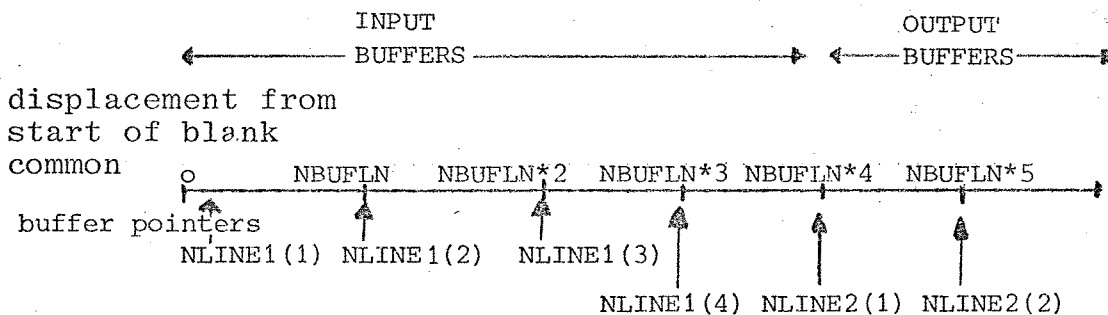 INPUT OUTPUT
BUFFERS BUFFERS
displacement from
start of blank
common
o NBUFLN NBUFLN*2 NBUFLN*3 NBUFLN*4 NBUFLN*5
buffer pointers
NLINE1(1) NLINE1(2) NLINE1(3)
NLINE1(4) NLINE2(1) NLINE2(2)